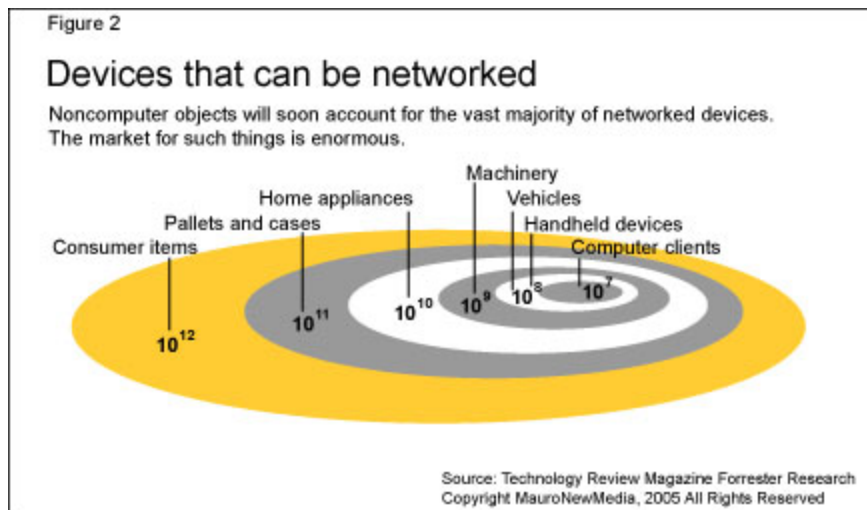 Figure 2
Devices that can be networked
Noncomputer objects will soon account for the vast majority of networked devices.
The market for such things is enormous.
Machinery
Home appliances
Vehicles
Pallets and cases
Handheld devices
Consumer items
Computer clients
10¹²
10¹¹
10¹⁰
10⁹
10⁸
10⁷
Source: Technology Review Magazine Forrester Research
Copyright MauroNewMedia, 2005 All Rights Reserved